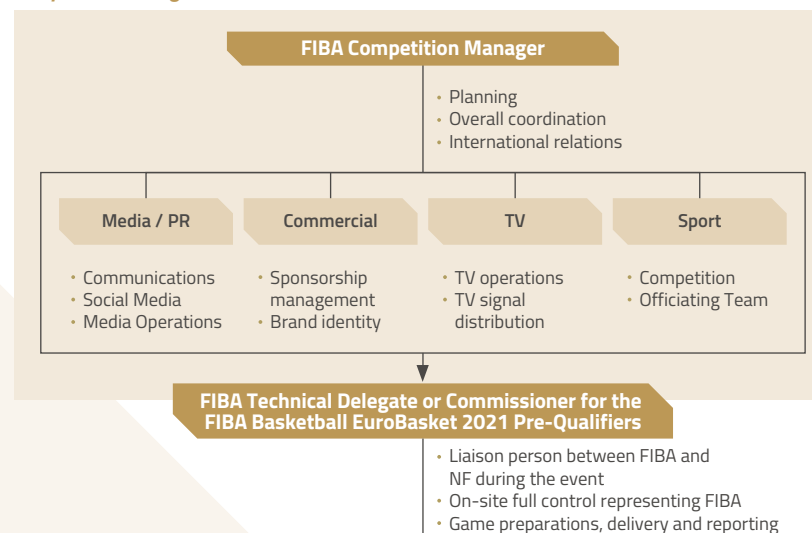 FIBA Competition Manager
• Planning
• Overall coordination
• International relations
Media / PR
• Communications
• Social Media
• Media Operations
Commercial
• Sponsorship
management
• Brand identity
TV
• TV operations
• TV signal
distribution
Sport
• Competition
• Officiating Team
FIBA Technical Delegate or Commissioner for the
FIBA Basketball EuroBasket 2021 Pre-Qualifiers
• Liaison person between FIBA and
NF during the event
• On-site full control representing FIBA
• Game preparations, delivery and reporting